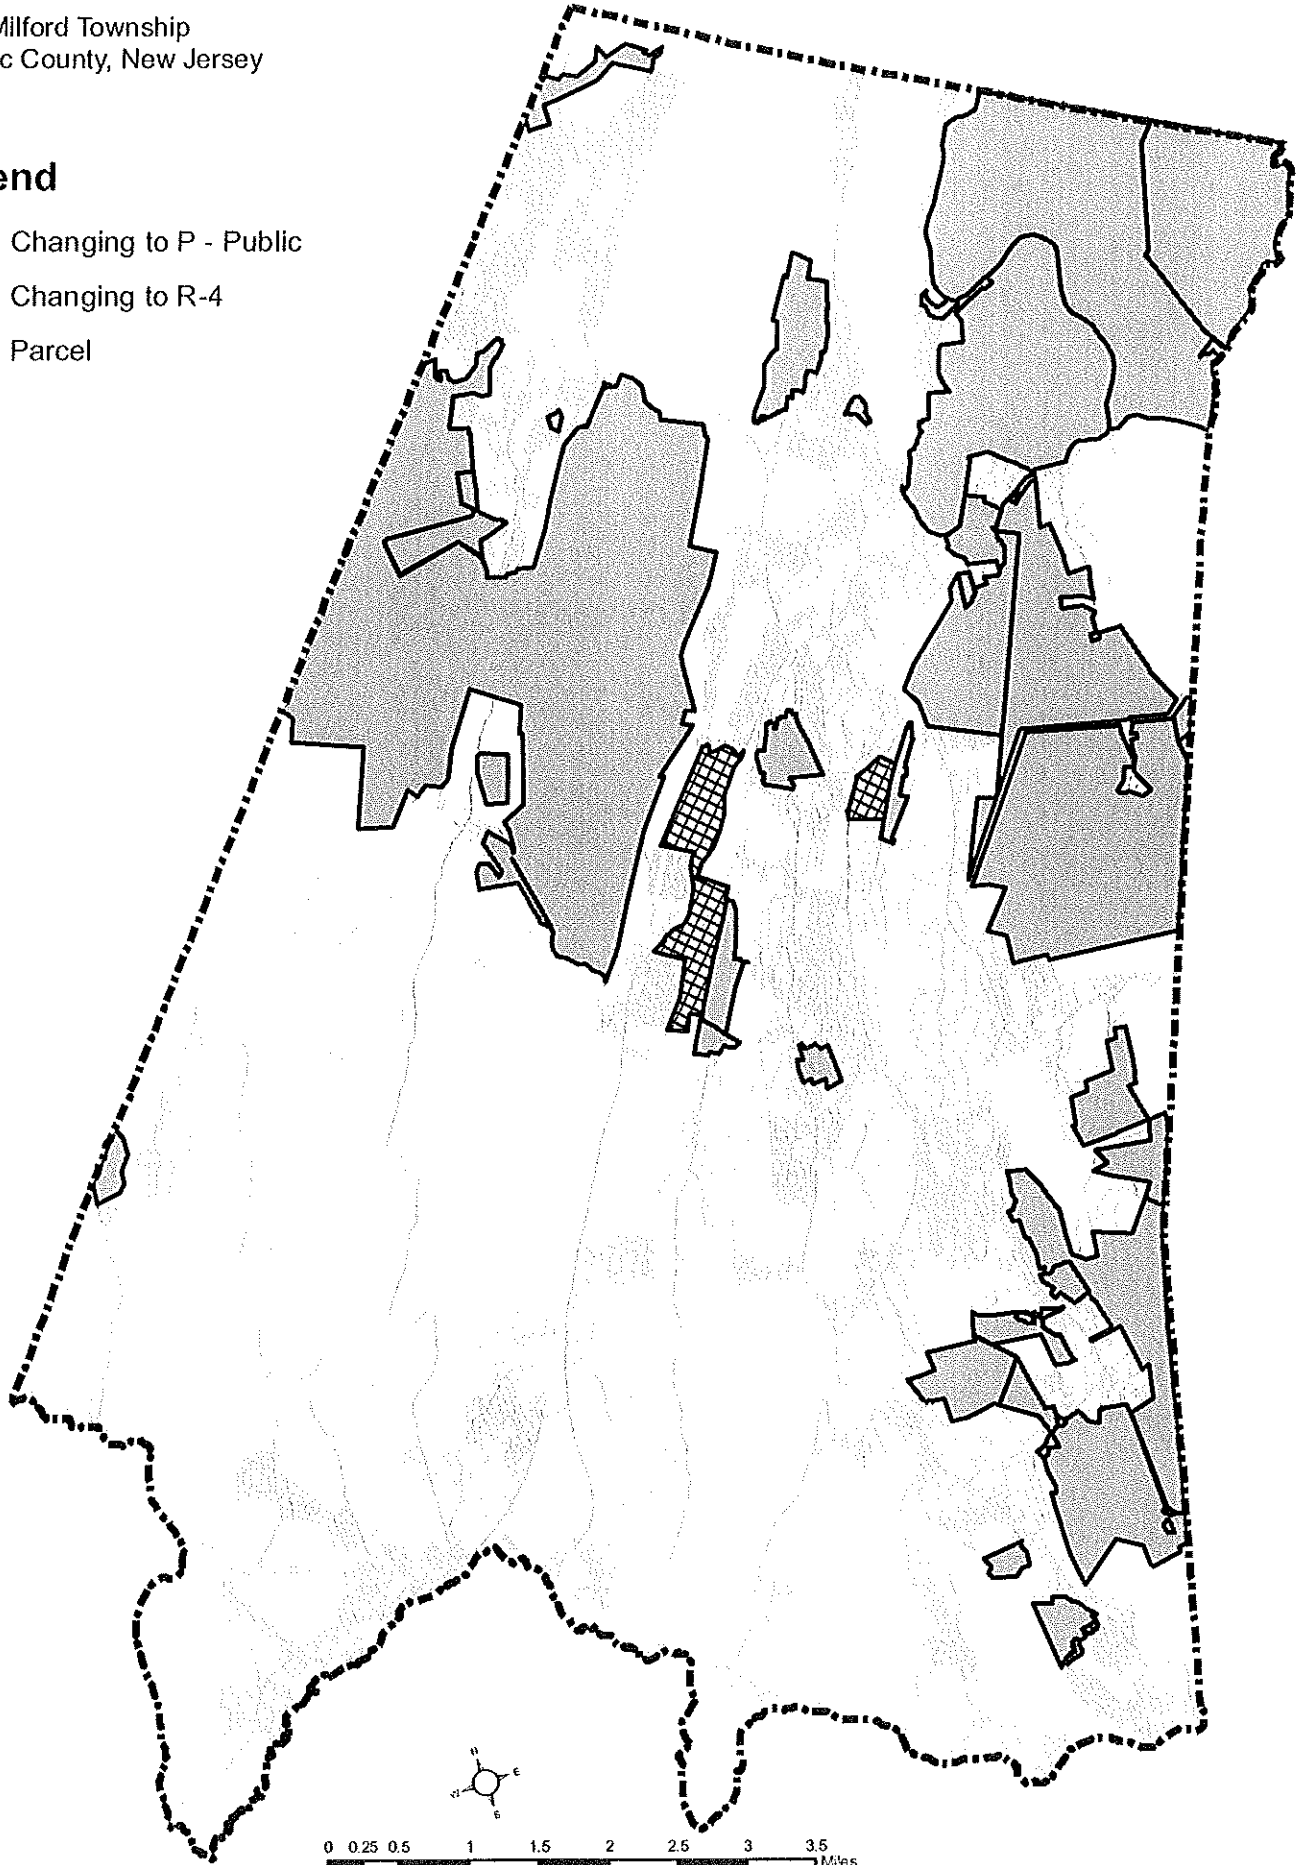 Milford Township
c County, New Jersey
end
Changing to P - Public
Changing to R-4
Parcel
N
W E
S
0 0.25 0.5 1 1.5 2 2.5 3 3.5
Miles